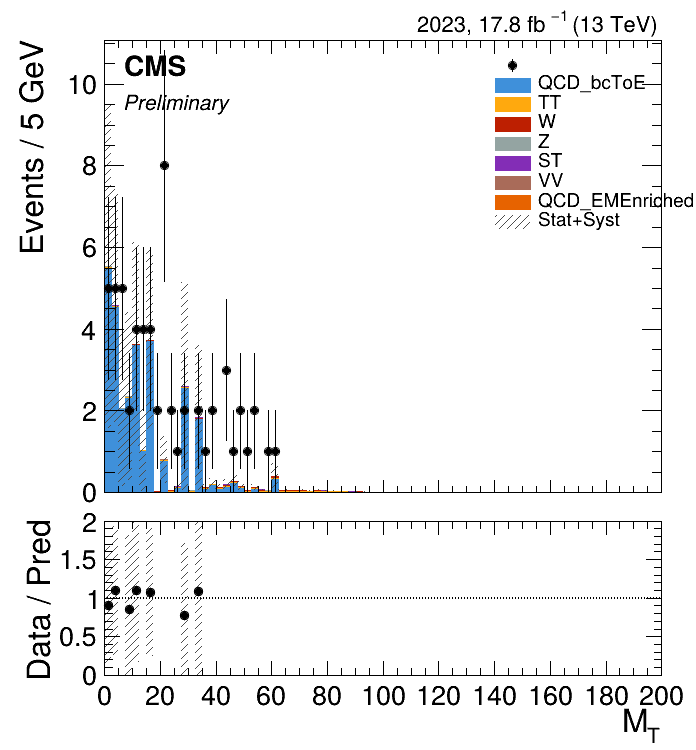 2023, 17.8 fb⁻¹ (13 TeV)
CMS
Preliminary
Events / 5 GeV
10
8
6
4
2
0
QCD_bcToE
TT
W
Z
ST
VV
QCD_EMEnriched
Stat+Syst
Data / Pred
2
1.5
1
0.5
0
0 20 40 60 80 100 120 140 160 180 200
M_T